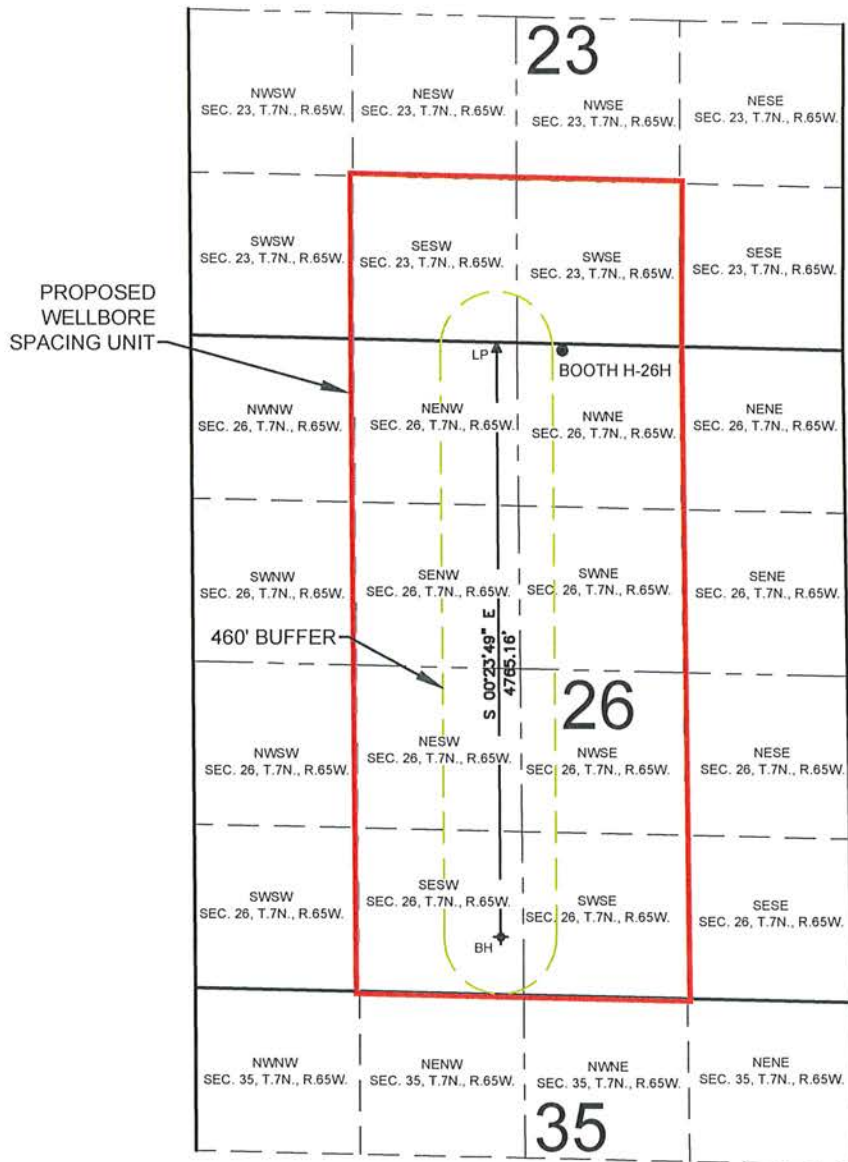 23
NWSW
SEC. 23, T.7N., R.65W.
NESW
SEC. 23, T.7N., R.65W.
NWSE
SEC. 23, T.7N., R.65W.
NESE
SEC. 23, T.7N., R.65W.
SWSW
SEC. 23, T.7N., R.65W.
SESW
SEC. 23, T.7N., R.65W.
SWSE
SEC. 23, T.7N., R.65W.
SESE
SEC. 23, T.7N., R.65W.
PROPOSED
WELLBORE
SPACING UNIT
LP
BOOTH H-26H
NWNW
SEC. 26, T.7N., R.65W.
NENW
SEC. 26, T.7N., R.65W.
NWNE
SEC. 26, T.7N., R.65W.
NENE
SEC. 26, T.7N., R.65W.
SWNW
SEC. 26, T.7N., R.65W.
SENW
SEC. 26, T.7N., R.65W.
SWNE
SEC. 26, T.7N., R.65W.
SENE
SEC. 26, T.7N., R.65W.
460' BUFFER
S 00°23'49" E
4765.16'
26
NWSW
SEC. 26, T.7N., R.65W.
NESW
SEC. 26, T.7N., R.65W.
NWSE
SEC. 26, T.7N., R.65W.
NESE
SEC. 26, T.7N., R.65W.
SWSW
SEC. 26, T.7N., R.65W.
SESW
SEC. 26, T.7N., R.65W.
SWSE
SEC. 26, T.7N., R.65W.
SESE
SEC. 26, T.7N., R.65W.
BH
NWNW
SEC. 35, T.7N., R.65W.
NENW
SEC. 35, T.7N., R.65W.
NWNE
SEC. 35, T.7N., R.65W.
NENE
SEC. 35, T.7N., R.65W.
35